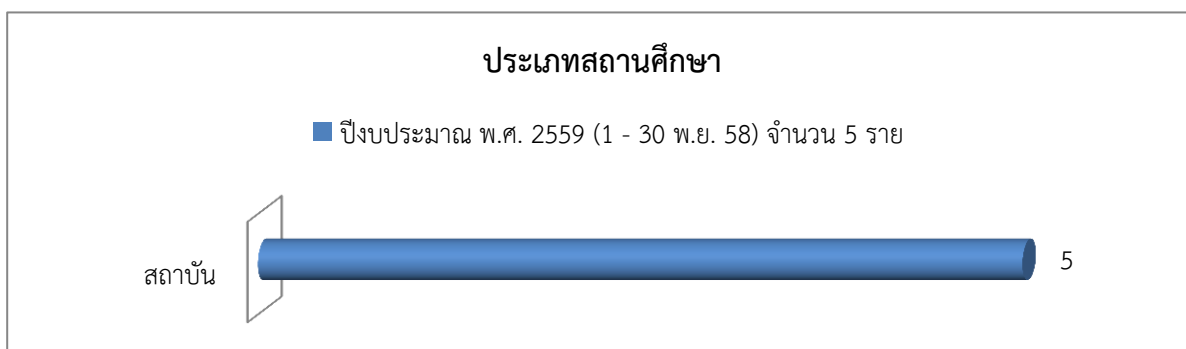 ประเภทสถานศึกษา
ปีงบประมาณ พ.ศ. 2559 (1 - 30 พ.ย. 58) จำนวน 5 ราย
สถาบัน 5